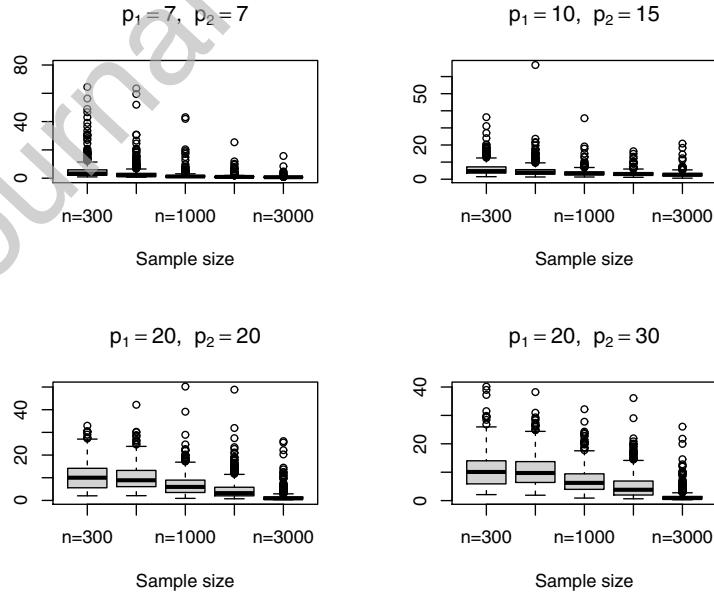 Journal
p₁ = 7, p₂ = 7
80
40
0
n=300 n=1000 n=3000
Sample size
p₁ = 10, p₂ = 15
50
20
0
n=300 n=1000 n=3000
Sample size
p₁ = 20, p₂ = 20
40
20
0
n=300 n=1000 n=3000
Sample size
p₁ = 20, p₂ = 30
40
20
0
n=300 n=1000 n=3000
Sample size